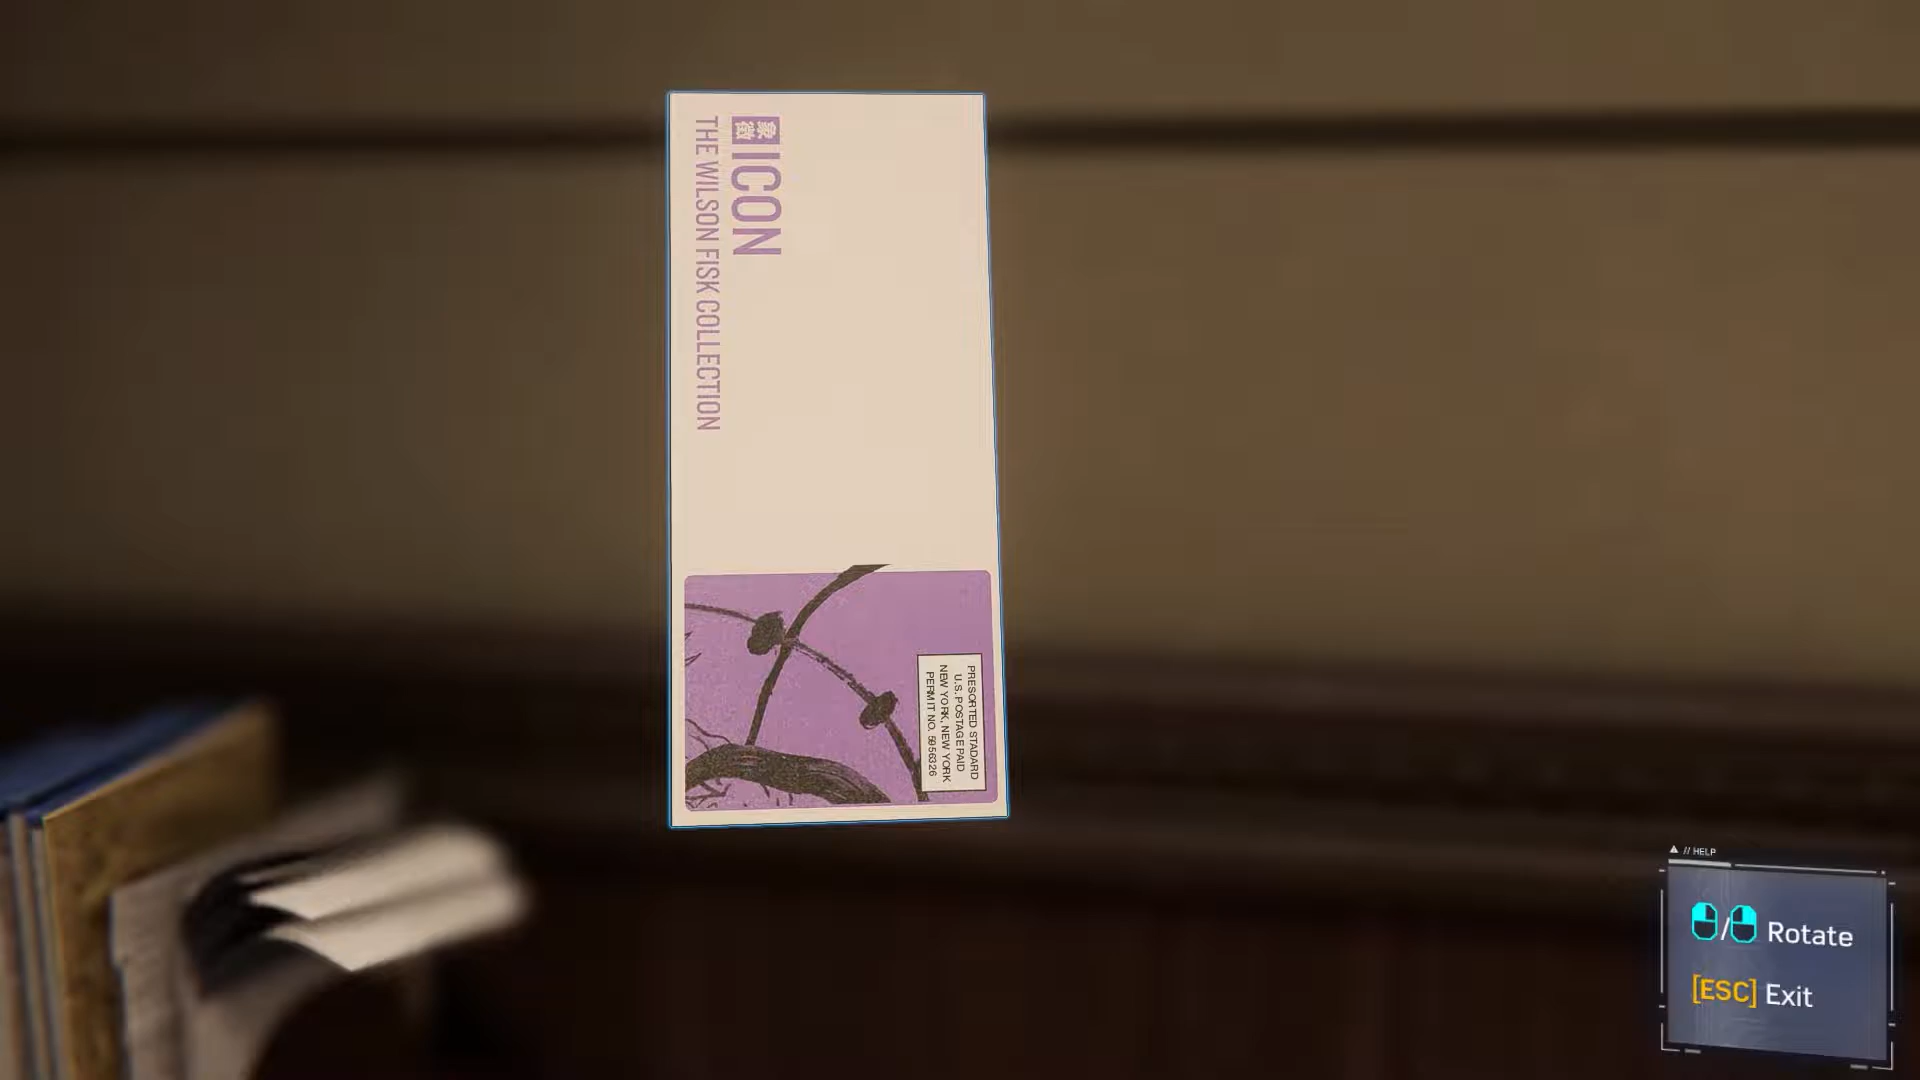 象徵
ICON
THE WILSON FISK COLLECTION
PRESORTED STADARD
U.S. POSTAGE PAID
NEW YORK, NEW YORK
PERMIT NO. 5956326
// HELP
/ Rotate
[ESC] Exit